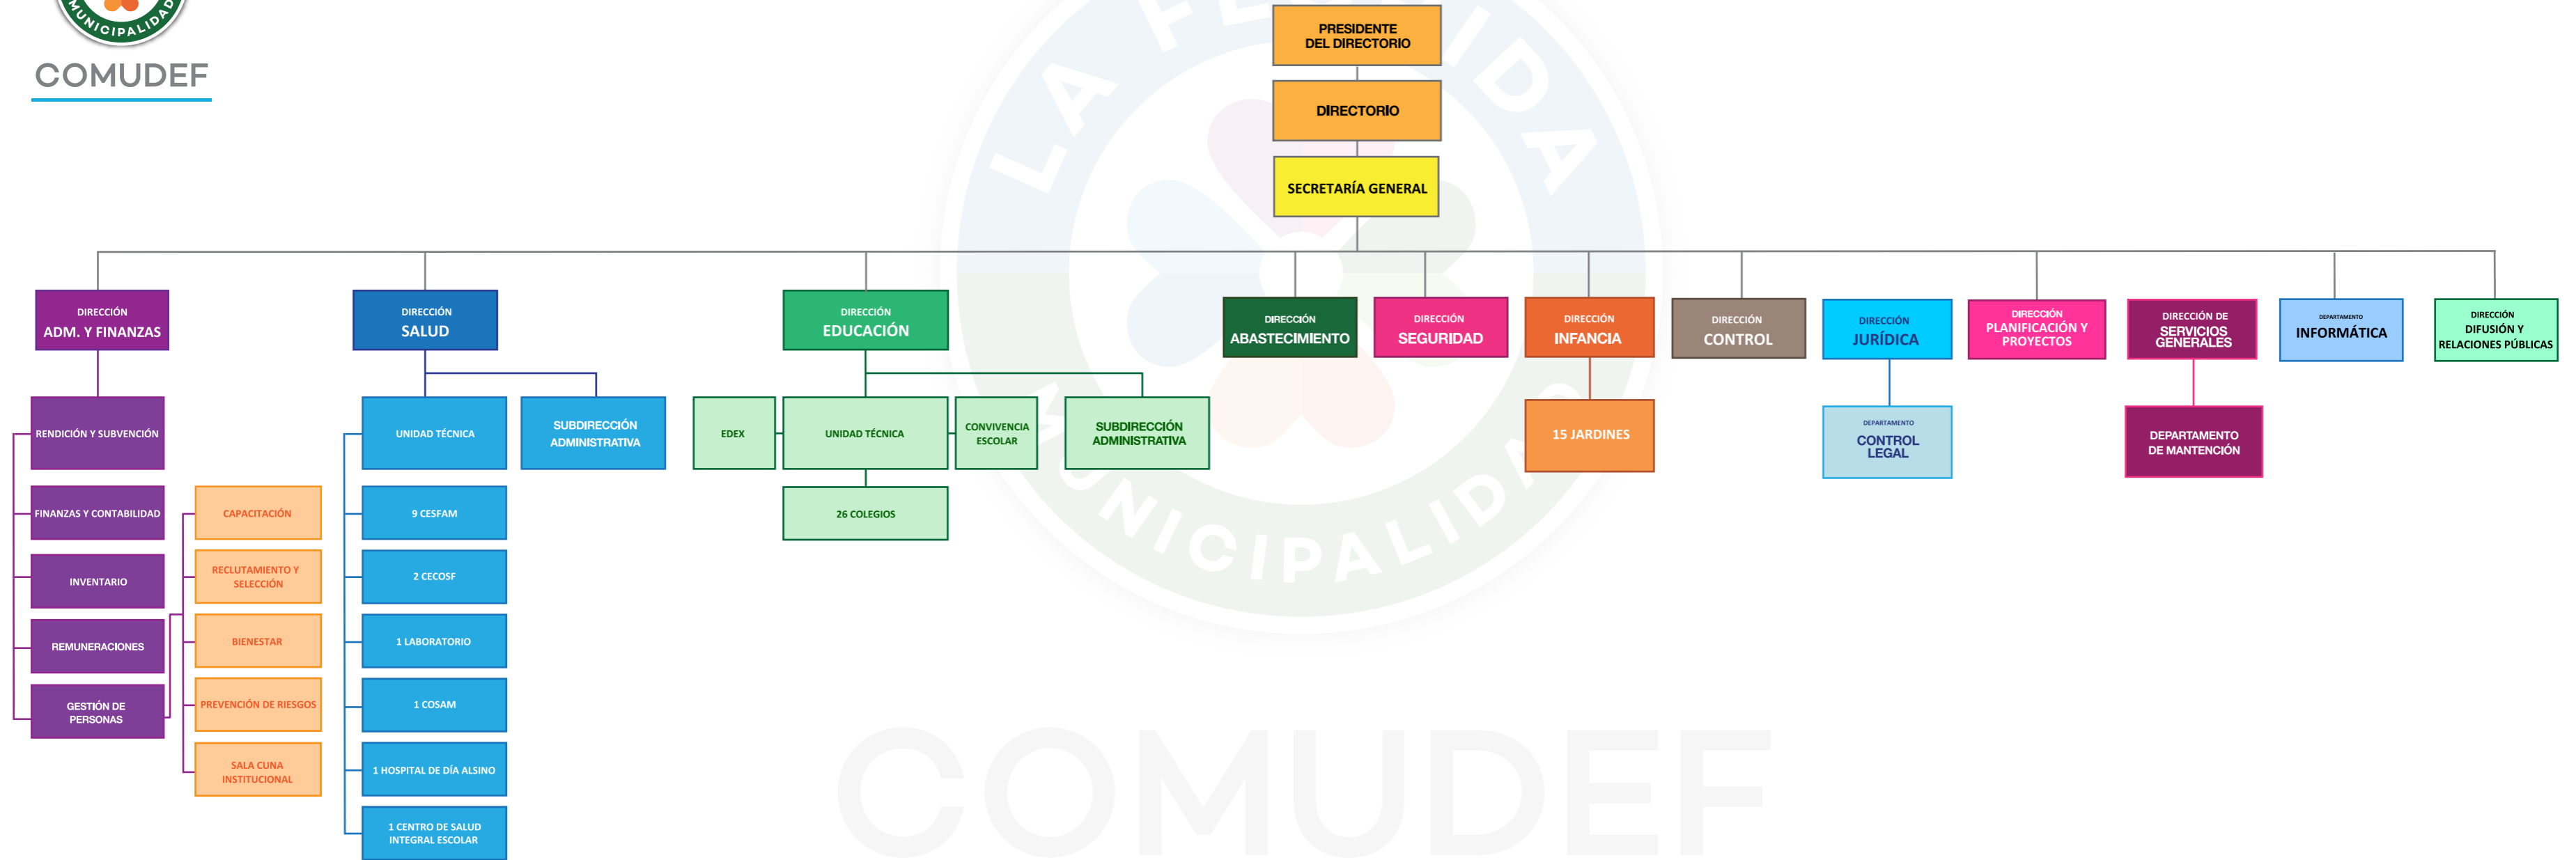 MUNICIPALIDAD
COMUDEF
LA FLORIDA
MUNICIPALIDAD
COMUDEF
PRESIDENTE
DEL DIRECTORIO
DIRECTORIO
SECRETARÍA GENERAL
DIRECCIÓN
ADM. Y FINANZAS
DIRECCIÓN
SALUD
DIRECCIÓN
EDUCACIÓN
DIRECCIÓN
ABASTECIMIENTO
DIRECCIÓN
SEGURIDAD
DIRECCIÓN
INFANCIA
DIRECCIÓN
CONTROL
DIRECCIÓN
JURÍDICA
DIRECCIÓN
PLANIFICACIÓN Y
PROYECTOS
DIRECCIÓN DE
SERVICIOS
GENERALES
DEPARTAMENTO
INFORMÁTICA
DIRECCIÓN
DIFUSIÓN Y
RELACIONES PÚBLICAS
RENDICIÓN Y SUBVENCIÓN
FINANZAS Y CONTABILIDAD
INVENTARIO
REMUNERACIONES
GESTIÓN DE
PERSONAS
CAPACITACIÓN
RECLUTAMIENTO Y
SELECCIÓN
BIENESTAR
PREVENCIÓN DE RIESGOS
SALA CUNA
INSTITUCIONAL
UNIDAD TÉCNICA
SUBDIRECCIÓN
ADMINISTRATIVA
9 CESFAM
2 CECOSF
1 LABORATORIO
1 COSAM
1 HOSPITAL DE DÍA ALSINO
1 CENTRO DE SALUD
INTEGRAL ESCOLAR
EDEX
UNIDAD TÉCNICA
CONVIVENCIA
ESCOLAR
SUBDIRECCIÓN
ADMINISTRATIVA
26 COLEGIOS
15 JARDINES
DEPARTAMENTO
CONTROL
LEGAL
DEPARTAMENTO
DE MANTENCIÓN